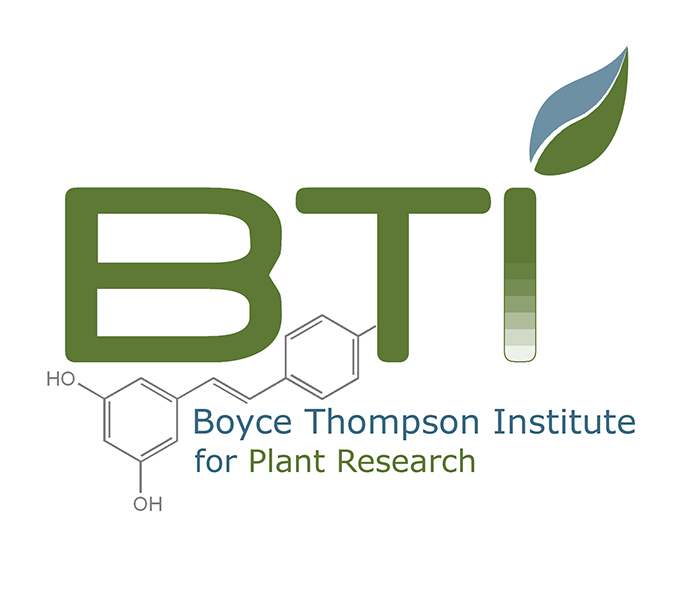 BTI
HO
Boyce Thompson Institute
for Plant Research
OH